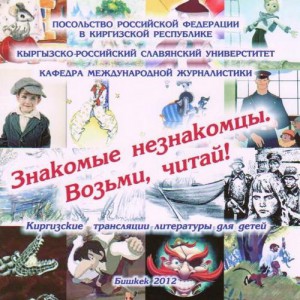 ПОСОЛЬСТВО РОССИЙСКОЙ ФЕДЕРАЦИИ
В КИРГИЗСКОЙ РЕСПУБЛИКЕ
КЫРГЫЗСКО-РОССИЙСКИЙ СЛАВЯНСКИЙ УНИВЕРСТИТЕТ
КАФЕДРА МЕЖДУНАРОДНОЙ ЖУРНАЛИСТИКИ
Знакомые незнакомцы.
Возьми, читай!
Киргизские трансляции литературы для детей
Бишкек 2012